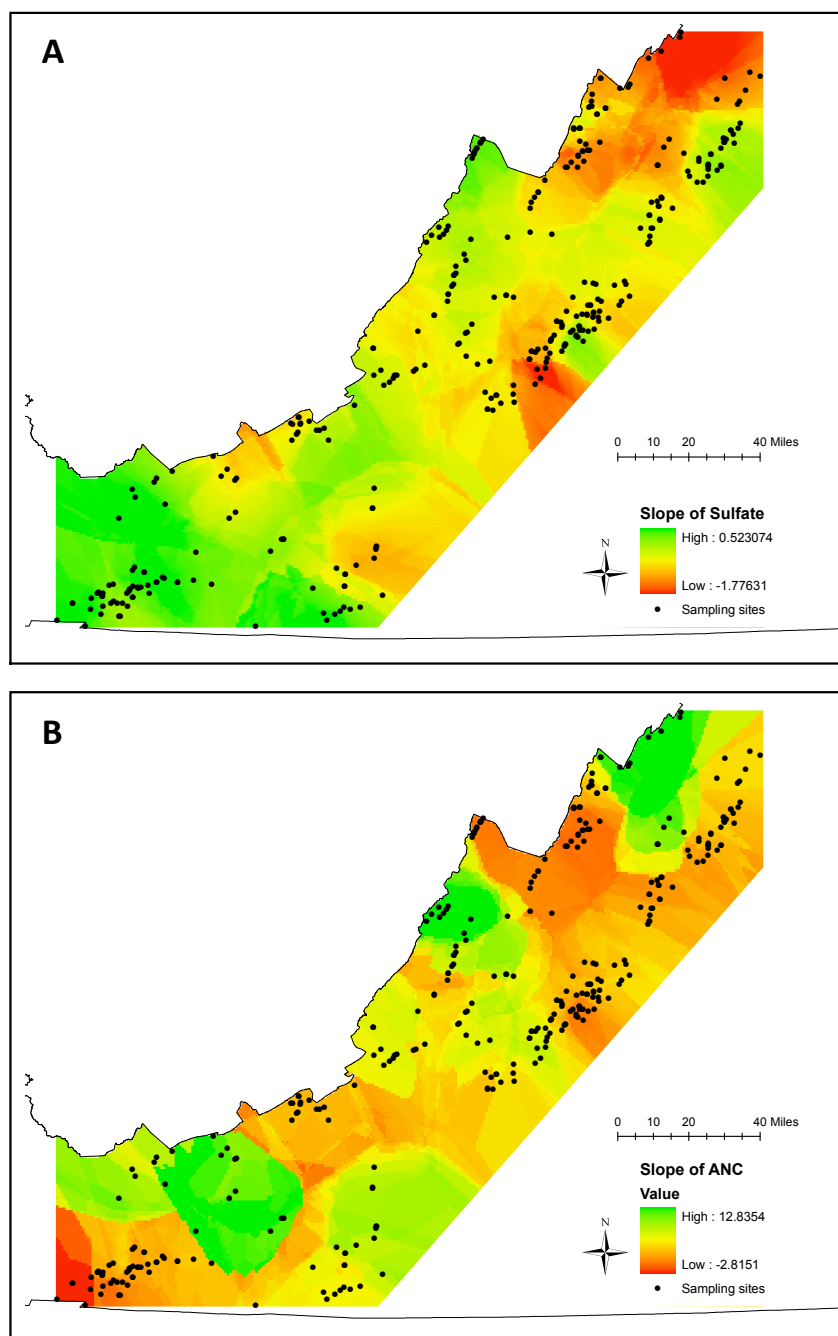 A
0 10 20 40 Miles
Slope of Sulfate
N
High : 0.523074
Low : -1.77631
Sampling sites
B
0 10 20 40 Miles
Slope of ANC
Value
N
High : 12.8354
Low : -2.8151
Sampling sites